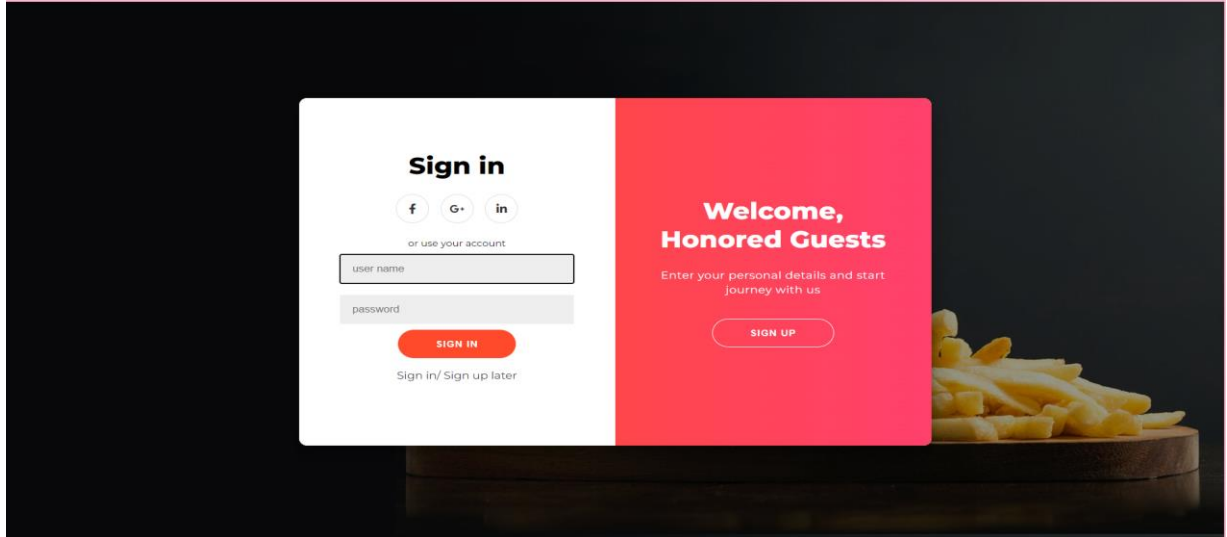 Sign in
f G+ in
or use your account
user name
password
SIGN IN
Sign in/ Sign up later
Welcome,
Honored Guests
Enter your personal details and start
journey with us
SIGN UP